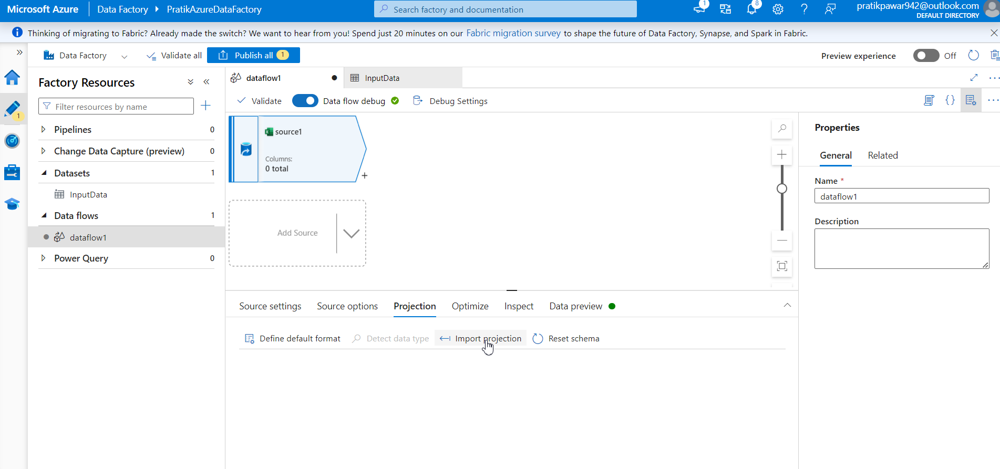 Microsoft Azure Data Factory PratikAzureDataFactory Search factory and documentation 1 8 pratikpawar942@outlook.com
DEFAULT DIRECTORY
Thinking of migrating to Fabric? Already made the switch? We want to hear from you! Spend just 20 minutes on our Fabric migration survey to shape the future of Data Factory, Synapse, and Spark in Fabric.
Data Factory Validate all Publish all 1 Preview experience Off
Factory Resources
Filter resources by name
1
Pipelines 0
Change Data Capture (preview) 0
Datasets 1
InputData
Data flows 1
dataflow1
Power Query 0
dataflow1 InputData
Validate Data flow debug Debug Settings
source1
Columns:
0 total
Add Source
Source settings Source options Projection Optimize Inspect Data preview
Define default format Detect data type Import projection Reset schema
Properties
General Related
Name *
dataflow1
Description